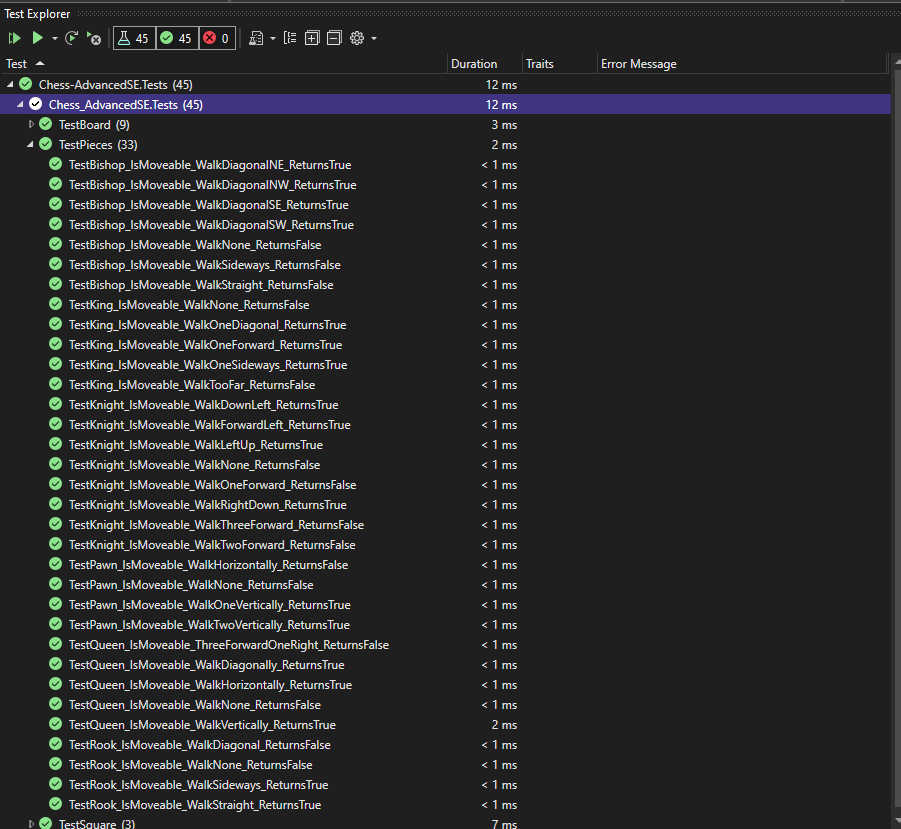 Test Explorer
45 45 0
Test Duration Traits Error Message
Chess-AdvancedSE.Tests (45) 12 ms
Chess_AdvancedSE.Tests (45) 12 ms
TestBoard (9) 3 ms
TestPieces (33) 2 ms
TestBishop_IsMoveable_WalkDiagonalNE_ReturnsTrue < 1 ms
TestBishop_IsMoveable_WalkDiagonalNW_ReturnsTrue < 1 ms
TestBishop_IsMoveable_WalkDiagonalSE_ReturnsTrue < 1 ms
TestBishop_IsMoveable_WalkDiagonalSW_ReturnsTrue < 1 ms
TestBishop_IsMoveable_WalkNone_ReturnsFalse < 1 ms
TestBishop_IsMoveable_WalkSideways_ReturnsFalse < 1 ms
TestBishop_IsMoveable_WalkStraight_ReturnsFalse < 1 ms
TestKing_IsMoveable_WalkNone_ReturnsFalse < 1 ms
TestKing_IsMoveable_WalkOneDiagonal_ReturnsTrue < 1 ms
TestKing_IsMoveable_WalkOneForward_ReturnsTrue < 1 ms
TestKing_IsMoveable_WalkOneSideways_ReturnsTrue < 1 ms
TestKing_IsMoveable_WalkTooFar_ReturnsFalse < 1 ms
TestKnight_IsMoveable_WalkDownLeft_ReturnsTrue < 1 ms
TestKnight_IsMoveable_WalkForwardLeft_ReturnsTrue < 1 ms
TestKnight_IsMoveable_WalkLeftUp_ReturnsTrue < 1 ms
TestKnight_IsMoveable_WalkNone_ReturnsFalse < 1 ms
TestKnight_IsMoveable_WalkOneForward_ReturnsFalse < 1 ms
TestKnight_IsMoveable_WalkRightDown_ReturnsTrue < 1 ms
TestKnight_IsMoveable_WalkThreeForward_ReturnsFalse < 1 ms
TestKnight_IsMoveable_WalkTwoForward_ReturnsFalse < 1 ms
TestPawn_IsMoveable_WalkHorizontally_ReturnsFalse < 1 ms
TestPawn_IsMoveable_WalkNone_ReturnsFalse < 1 ms
TestPawn_IsMoveable_WalkOneVertically_ReturnsTrue < 1 ms
TestPawn_IsMoveable_WalkTwoVertically_ReturnsTrue < 1 ms
TestQueen_IsMoveable_ThreeForwardOneRight_ReturnsFalse < 1 ms
TestQueen_IsMoveable_WalkDiagonally_ReturnsTrue < 1 ms
TestQueen_IsMoveable_WalkHorizontally_ReturnsTrue < 1 ms
TestQueen_IsMoveable_WalkNone_ReturnsFalse < 1 ms
TestQueen_IsMoveable_WalkVertically_ReturnsTrue 2 ms
TestRook_IsMoveable_WalkDiagonal_ReturnsFalse < 1 ms
TestRook_IsMoveable_WalkNone_ReturnsFalse < 1 ms
TestRook_IsMoveable_WalkSideways_ReturnsTrue < 1 ms
TestRook_IsMoveable_WalkStraight_ReturnsTrue < 1 ms
TestSquare (3) 7 ms